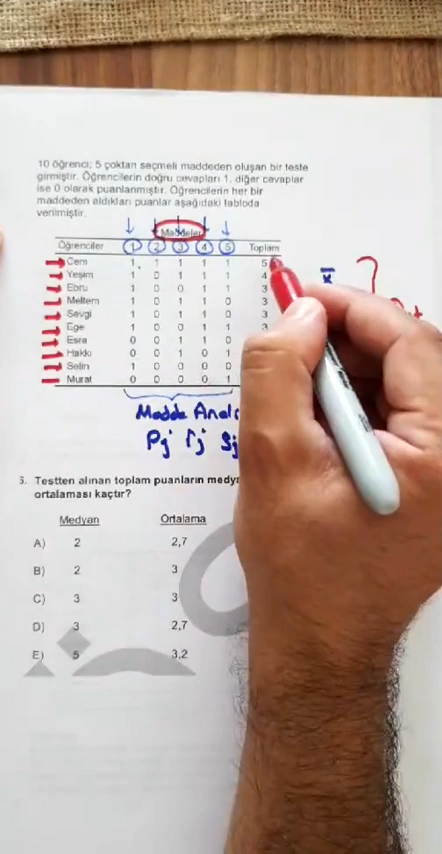 10 öğrenci; 5 çoktan seçmeli maddeden oluşan bir teste
girmiştir. Öğrencilerin doğru cevapları 1, diğer cevaplar
ise 0 olarak puanlanmıştır. Öğrencilerin her bir
maddeden aldıkları puanlar aşağıdaki tabloda
verilmiştir.
Maddeler
Öğrenciler 1 2 3 4 5 Toplam
Cem 1 1 1 1 1 5
Yeşim 1 0 1 1 1 4
Ebru 1 0 0 1 1 3
Meltem 1 0 1 1 0 3
Sevgi 1 0 1 1 0 3
Ege 1 0 0 1 1 3
Esra 0 0 1 1 0
Hakkı 0 0 1 0 1
Selin 1 0 0 0 0
Murat 0 0 0 0 1
x ?
Madde
Pj rj Sj
3. Testten alınan toplam puanların
ortalaması kaçtır?
Medyan Ortalama
A) 2 2,7
B) 2 3
C) 3 3
D) 3 2,7
E) 5 3,2